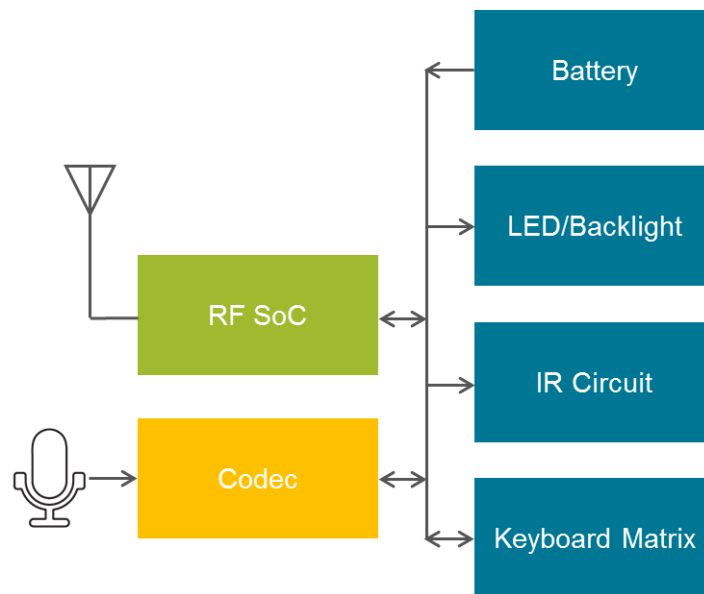 Battery
LED/Backlight
RF SoC
IR Circuit
Codec
Keyboard Matrix